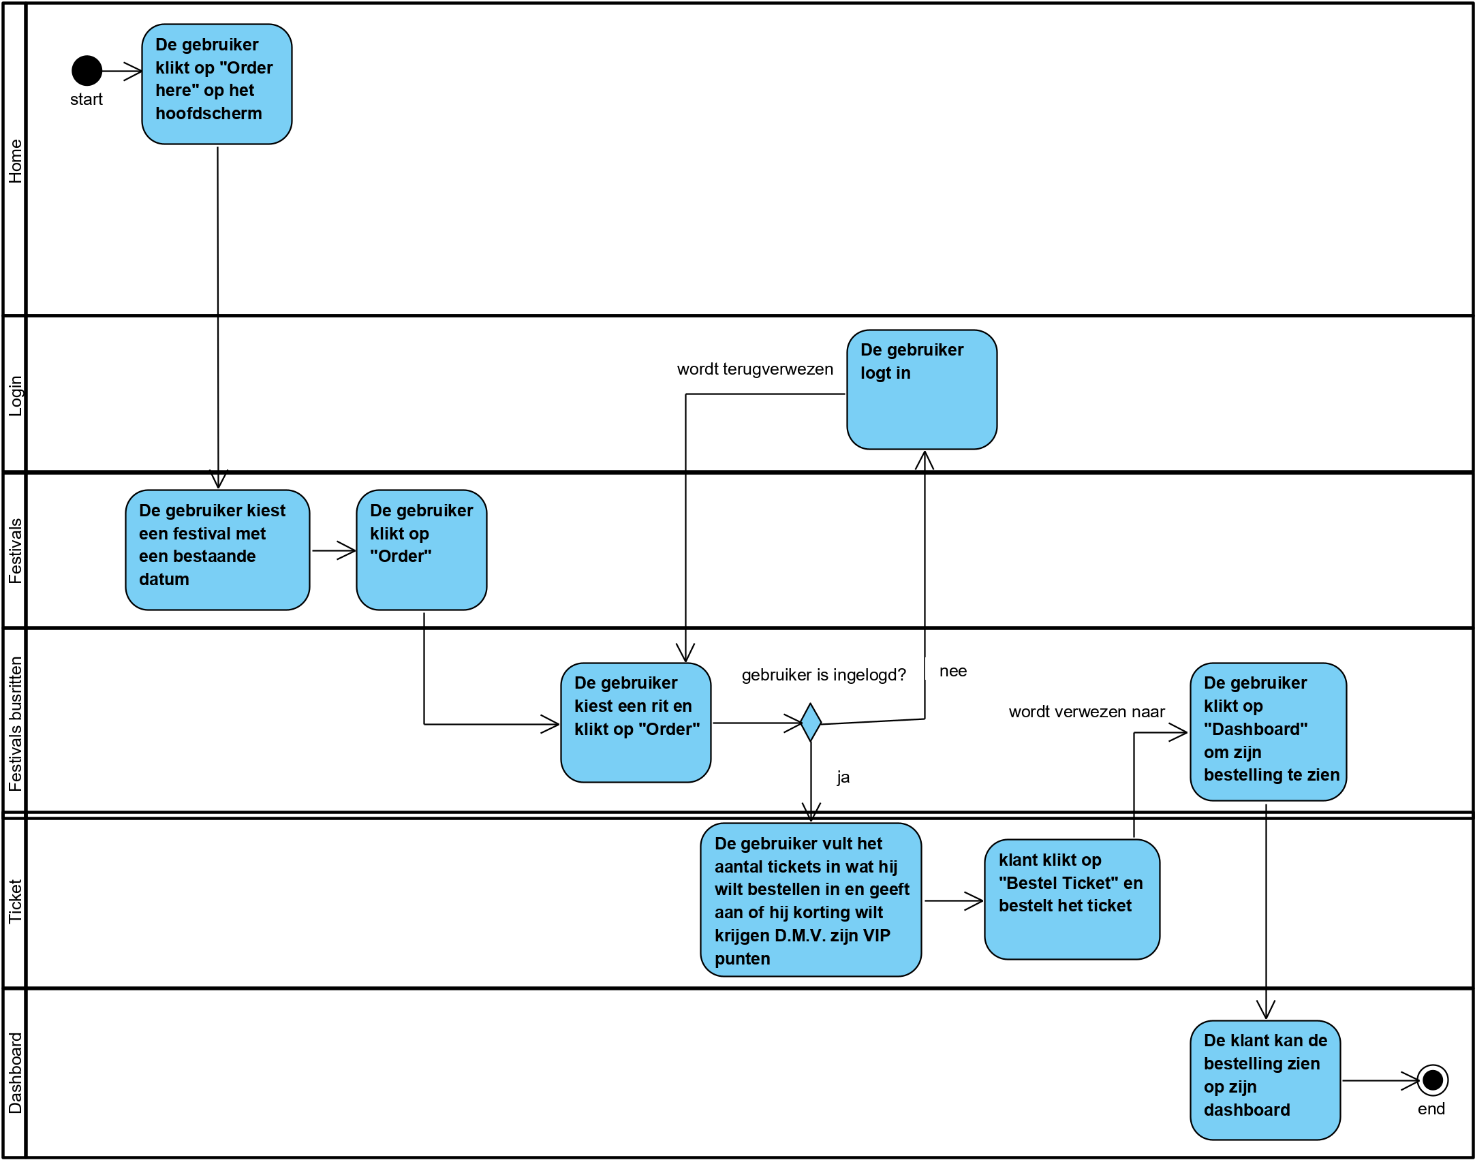 Home
start
De gebruiker
klikt op "Order
here" op het
hoofdscherm
Login
wordt terugverwezen
De gebruiker
logt in
Festivals
De gebruiker kiest
een festival met
een bestaande
datum
De gebruiker
klikt op
"Order"
Festivals busritten
De gebruiker
kiest een rit en
klikt op "Order"
gebruiker is ingelogd?
nee
ja
wordt verwezen naar
De gebruiker
klikt op
"Dashboard"
om zijn
bestelling te zien
Ticket
De gebruiker vult het
aantal tickets in wat hij
wilt bestellen in en geeft
aan of hij korting wilt
krijgen D.M.V. zijn VIP
punten
klant klikt op
"Bestel Ticket" en
bestelt het ticket
Dashboard
De klant kan de
bestelling zien
op zijn
dashboard
end